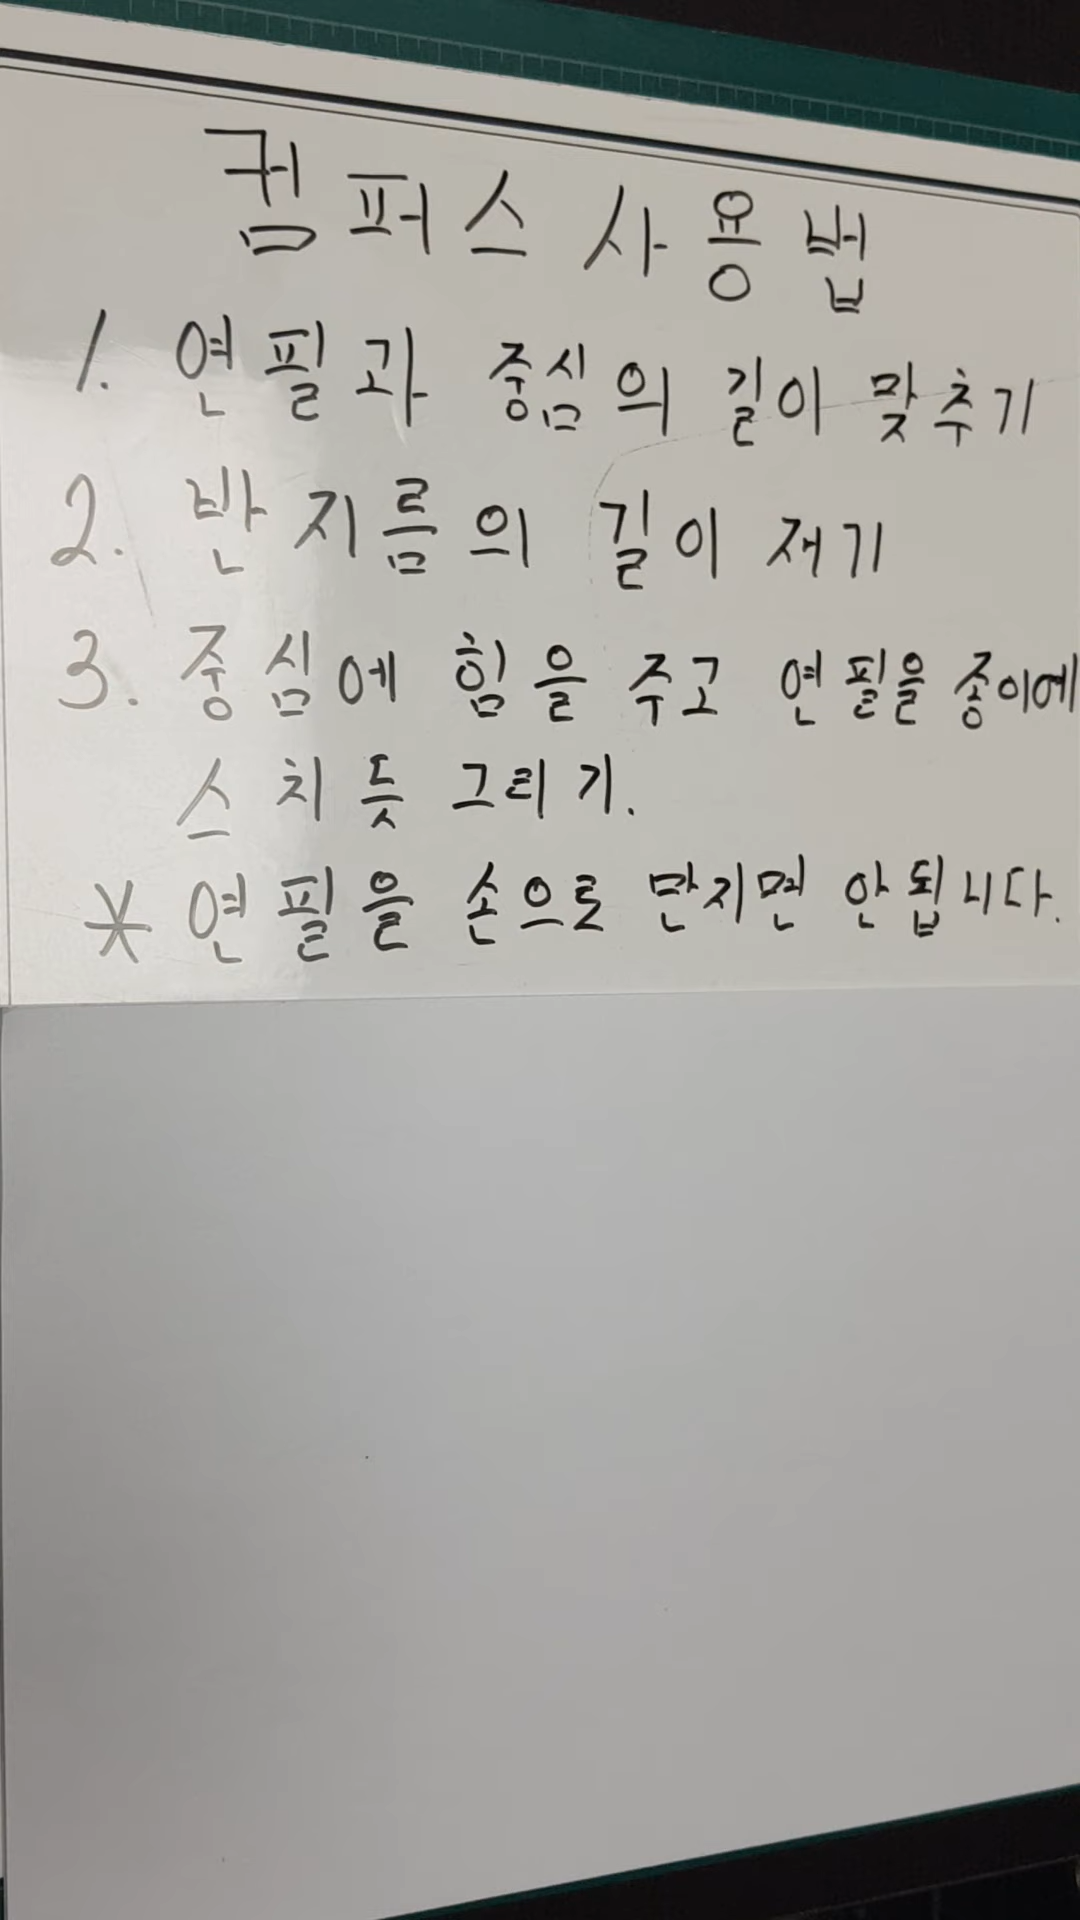 컴퍼스 사용법
1. 연필과 중심의 길이 맞추기
2. 반지름의 길이 재기
3. 중심에 힘을 주고 연필을 종이에
스치듯 그리기.
* 연필을 손으로 만지면 안됩니다.